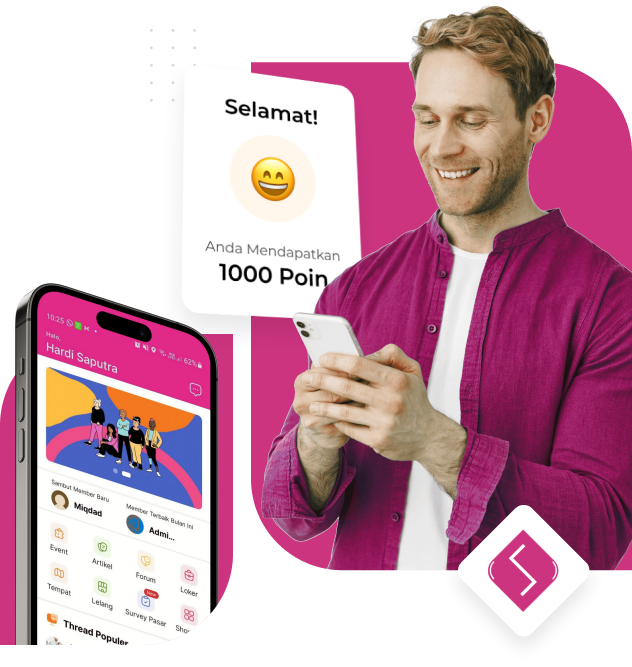 Selamat!
Anda Mendapatkan
1000 Poin
10:25
62%
Halo,
Hardi Saputra
Sambut Member Baru
Miqdad
Member Terbaik Bulan Ini
Admi...
Event
Artikel
Forum
Loker
New
Tempat
Lelang
Survey Pasar
Thread Populer